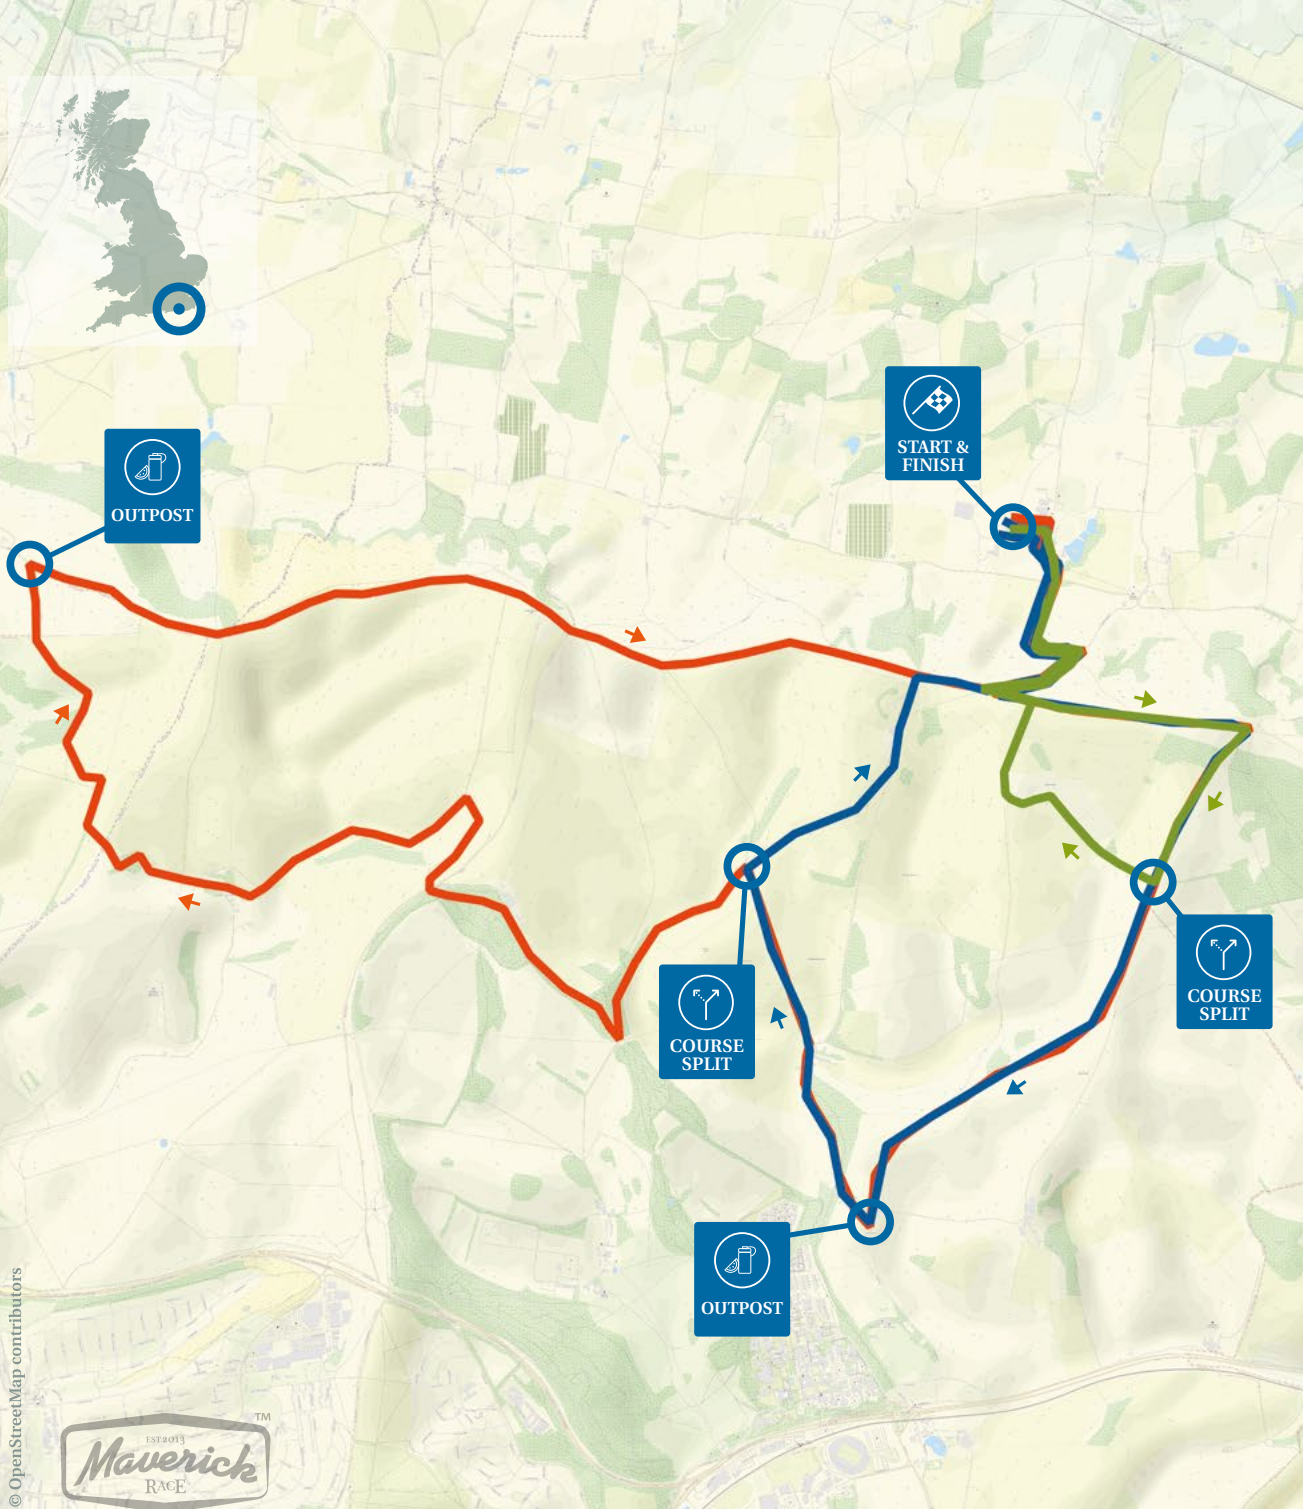 START &
FINISH
OUTPOST
COURSE
SPLIT
COURSE
SPLIT
OUTPOST
© OpenStreetMap contributors
EST 2013
Maverick
RACE
TM